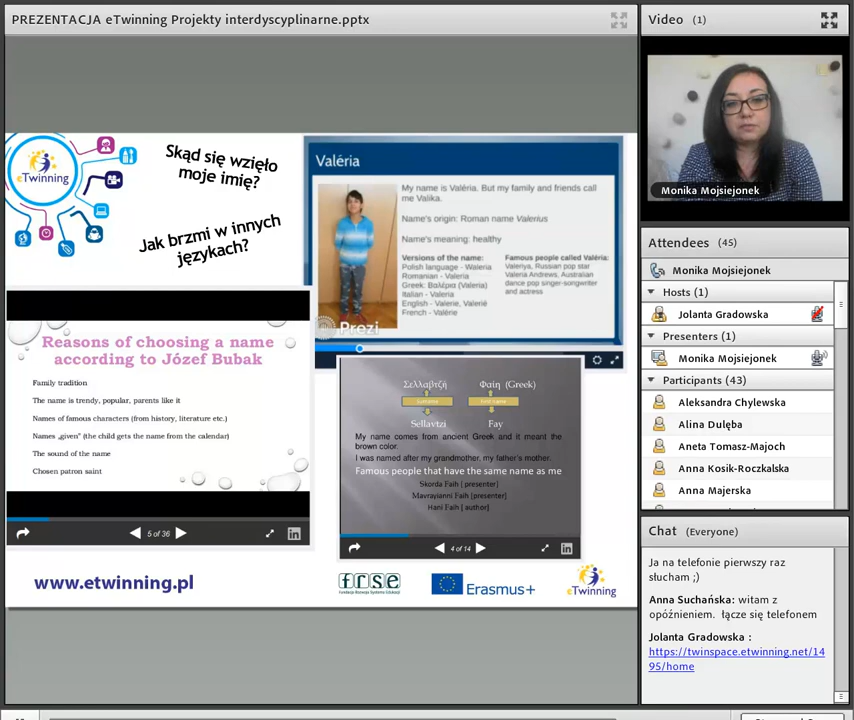 PREZENTACJA eTwinning Projekty interdyscyplinarne.pptx
eTwinning
Skąd się wzięło
moje imię?
Jak brzmi w innych
językach?
Valéria
My name is Valéria. But my family and friends call
me Valika.
Name's origin: Roman name Valerius
Name's meaning: healthy
Versions of the name:
Polish language - Waleria
Romanian - Valeria
Greek: Βαλέρια (Valeria)
Italian - Valeria
English - Valerie, Valerié
French - Valérie
Famous people called Valéria:
Valeriya, Russian pop star
Valeria Andrews, Australian
dance pop singer-songwriter
and actress
Prezi
Reasons of choosing a name
according to Józef Bubak
Family tradition
The name is trendy, popular, parents like it
Names of famous characters (from history, literature etc.)
Names „given” (the child gets the name from the calendar)
The sound of the name
Chosen patron saint
5 of 36
in
Σελλαβτζή
Φαίη (Greek)
Surname
First name
Sellavtzi
Fay
My name comes from ancient Greek and it meant the
brown color.
I was named after my grandmother, my father's mother.
Famous people that have the same name as me
Skorda Faih [ presenter]
Mavrayianni Faih [presenter]
Hani Faih [ author]
4 of 14
in
www.etwinning.pl
frse
Fundacja Rozwoju Systemu Edukacji
Erasmus+
eTwinning
Video (1)
Monika Mojsiejonek
Attendees (45)
Monika Mojsiejonek
Hosts (1)
Jolanta Gradowska
Presenters (1)
Monika Mojsiejonek
Participants (43)
Aleksandra Chylewska
Alina Dulęba
Aneta Tomasz-Majoch
Anna Kosik-Roczkalska
Anna Majerska
Chat (Everyone)
Ja na telefonie pierwszy raz
słucham ;)
Anna Suchańska: witam z
opóźnieniem. łącze się telefonem
Jolanta Gradowska :
https://twinspace.etwinning.net/14
95/home